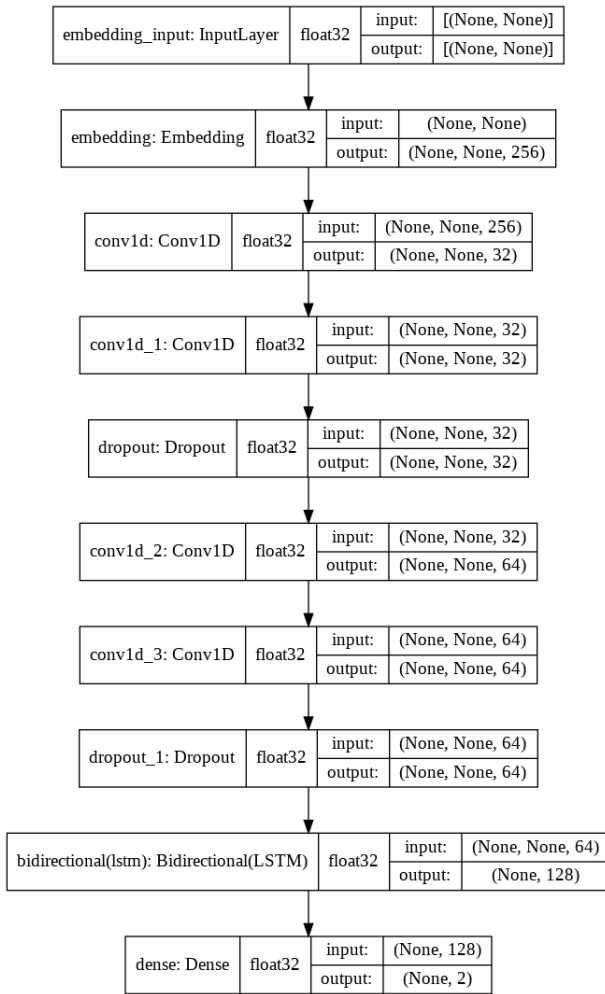 embedding_input: InputLayer float32 input: [(None, None)]
output: [(None, None)]
embedding: Embedding float32 input: (None, None)
output: (None, None, 256)
conv1d: Conv1D float32 input: (None, None, 256)
output: (None, None, 32)
conv1d_1: Conv1D float32 input: (None, None, 32)
output: (None, None, 32)
dropout: Dropout float32 input: (None, None, 32)
output: (None, None, 32)
conv1d_2: Conv1D float32 input: (None, None, 32)
output: (None, None, 64)
conv1d_3: Conv1D float32 input: (None, None, 64)
output: (None, None, 64)
dropout_1: Dropout float32 input: (None, None, 64)
output: (None, None, 64)
bidirectional(lstm): Bidirectional(LSTM) float32 input: (None, None, 64)
output: (None, 128)
dense: Dense float32 input: (None, 128)
output: (None, 2)